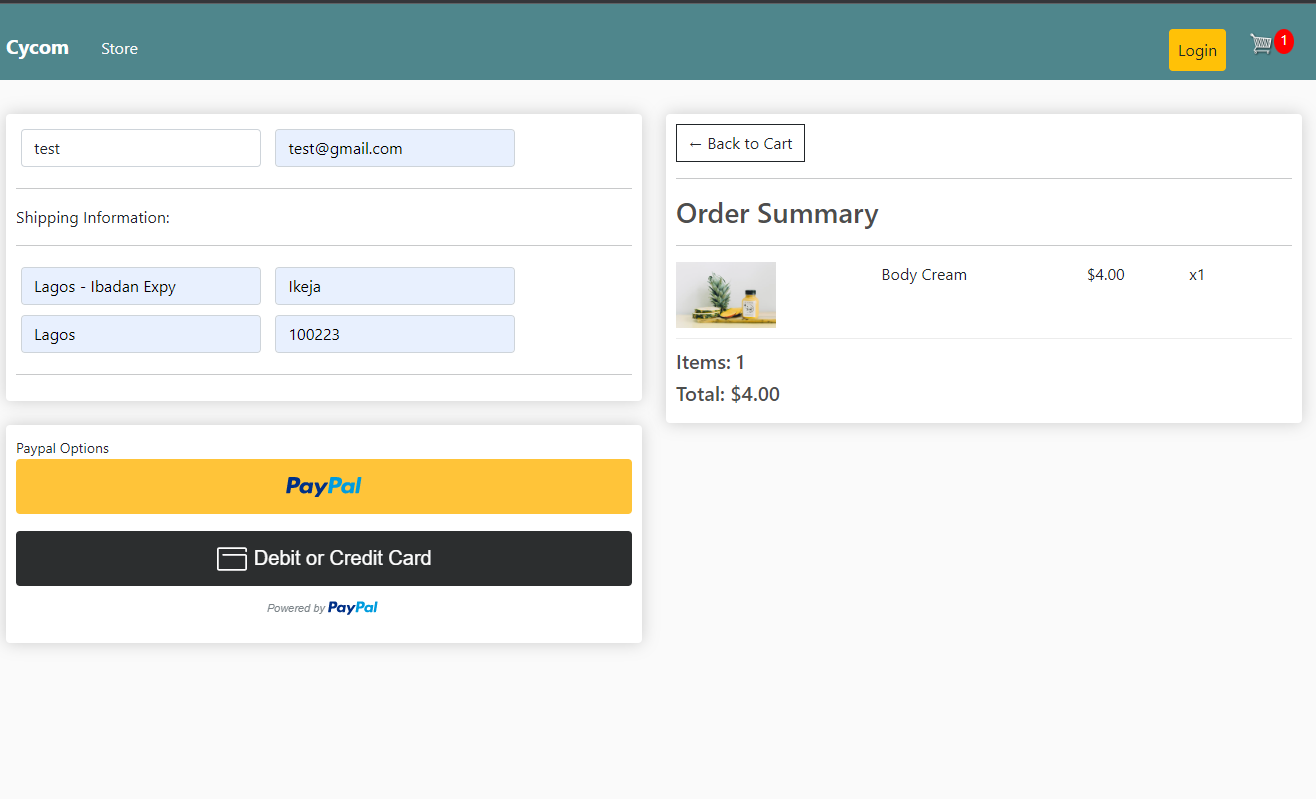 Cycom Store Login 1
test test@gmail.com
Shipping Information:
Lagos - Ibadan Expy Ikeja
Lagos 100223
Paypal Options
PayPal
Debit or Credit Card
Powered by PayPal
← Back to Cart
Order Summary
Body Cream $4.00 x1
Items: 1
Total: $4.00